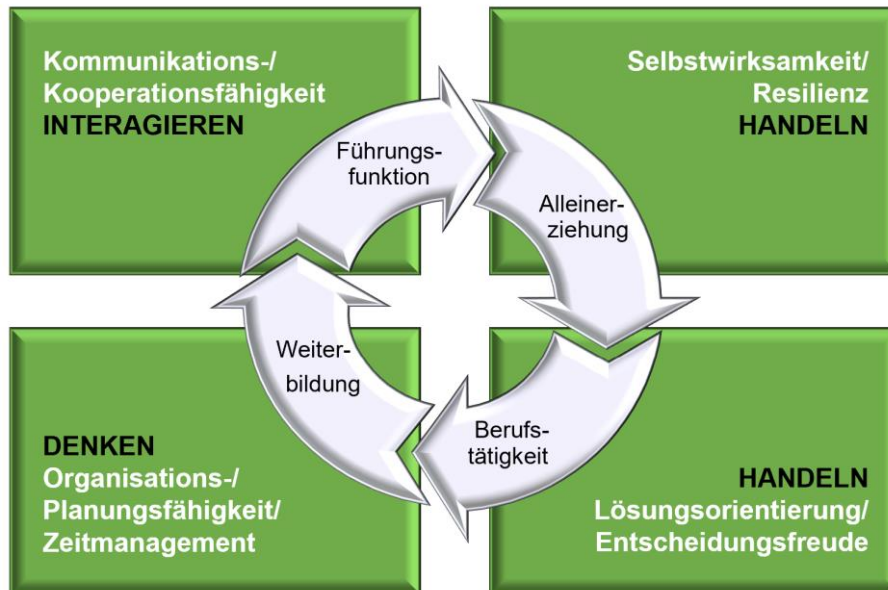 Kommunikations-/
Kooperationsfähigkeit
INTERAGIEREN
Selbstwirksamkeit/
Resilienz
HANDELN
Führungs-
funktion
Alleiner-
ziehung
Weiter-
bildung
Berufs-
tätigkeit
DENKEN
Organisations-/
Planungsfähigkeit/
Zeitmanagement
HANDELN
Lösungsorientierung/
Entscheidungsfreude